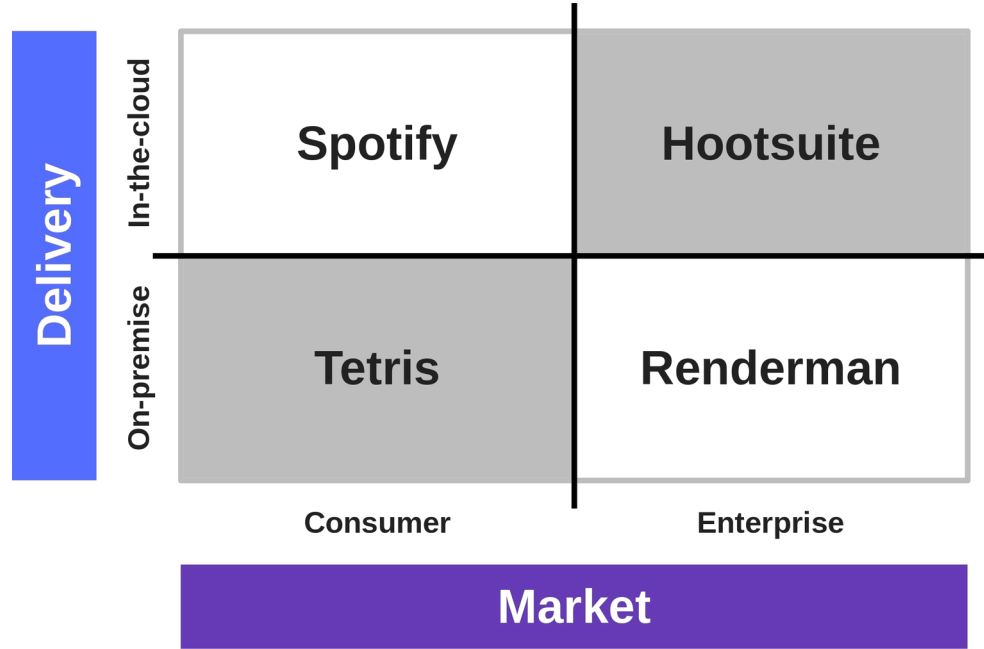 Delivery
In-the-cloud
Spotify
Hootsuite
On-premise
Tetris
Renderman
Consumer
Enterprise
Market